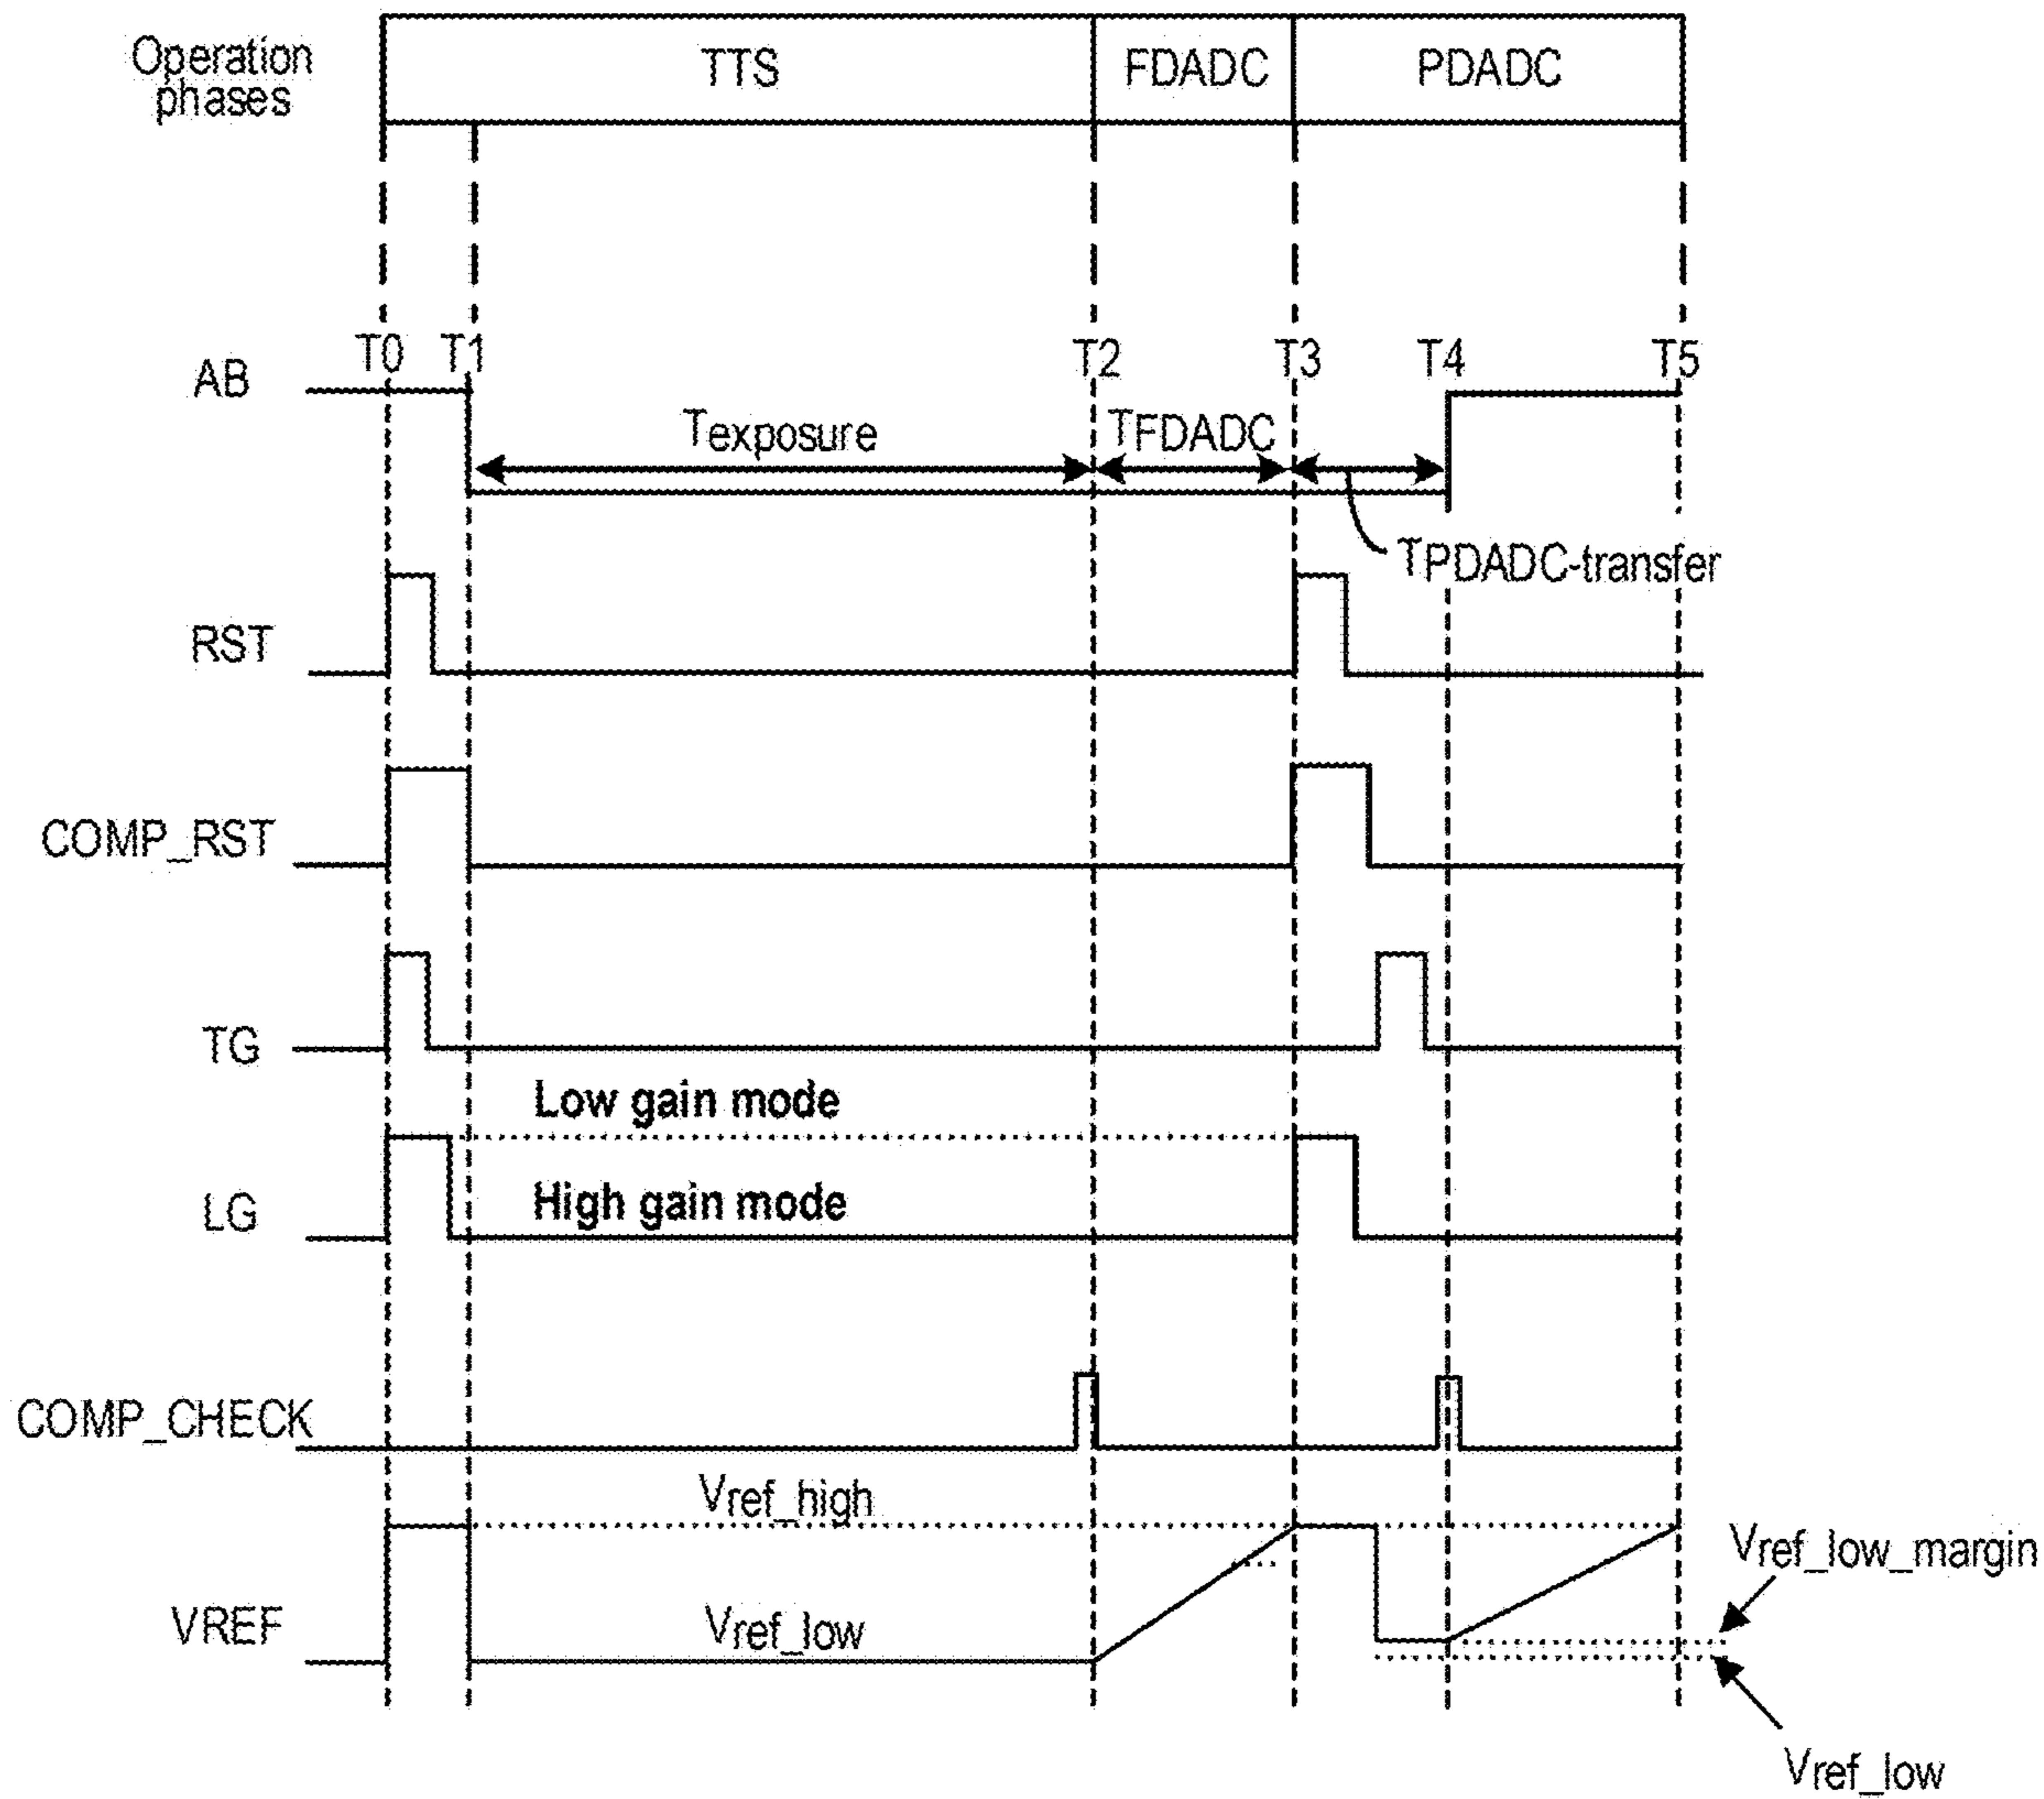 Operation
phases
TTS
FDADC
PDADC
T0
T1
T2
T3
T4
T5
AB
Texposure
TFDADC
TPDADC-transfer
RST
COMP_RST
TG
Low gain mode
LG
High gain mode
COMP_CHECK
Vref_high
Vref_low_margin
VREF
Vref_low
Vref_low